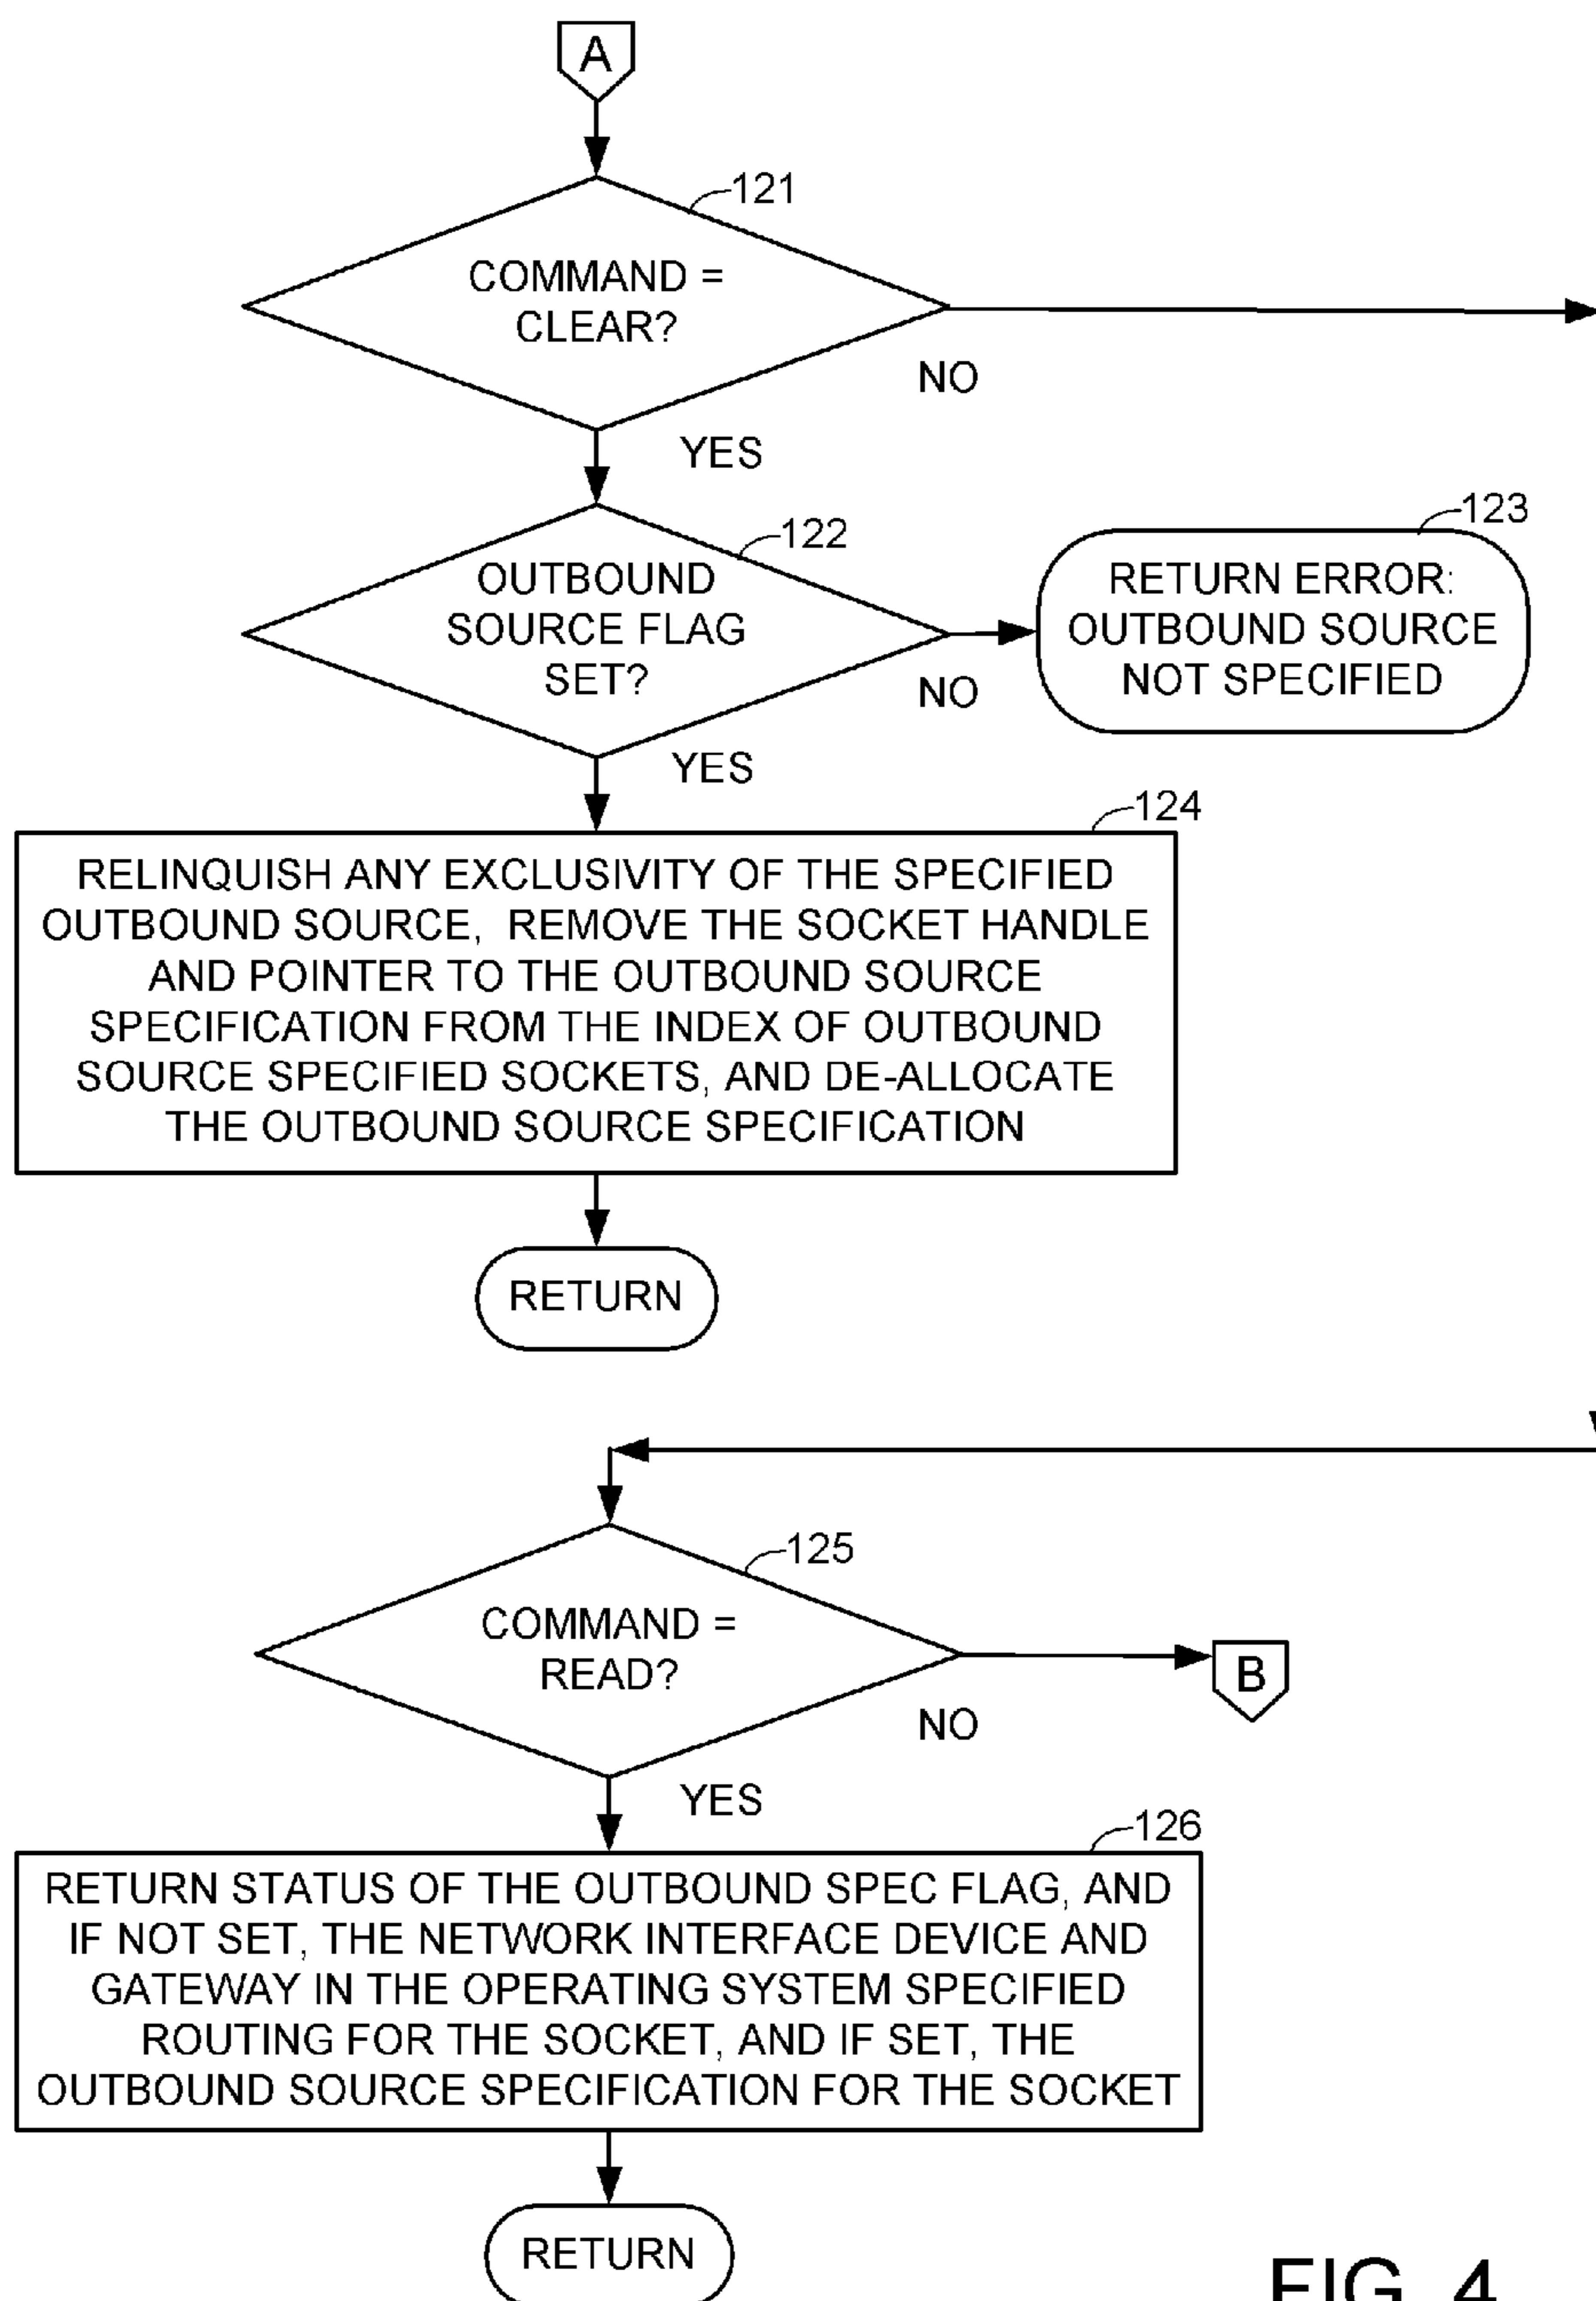 A
121
COMMAND =
CLEAR?
NO
YES
122
OUTBOUND
SOURCE FLAG
SET?
NO
YES
123
RETURN ERROR:
OUTBOUND SOURCE
NOT SPECIFIED
124
RELINQUISH ANY EXCLUSIVITY OF THE SPECIFIED
OUTBOUND SOURCE, REMOVE THE SOCKET HANDLE
AND POINTER TO THE OUTBOUND SOURCE
SPECIFICATION FROM THE INDEX OF OUTBOUND
SOURCE SPECIFIED SOCKETS, AND DE-ALLOCATE
THE OUTBOUND SOURCE SPECIFICATION
RETURN
125
COMMAND =
READ?
NO
B
YES
126
RETURN STATUS OF THE OUTBOUND SPEC FLAG, AND
IF NOT SET, THE NETWORK INTERFACE DEVICE AND
GATEWAY IN THE OPERATING SYSTEM SPECIFIED
ROUTING FOR THE SOCKET, AND IF SET, THE
OUTBOUND SOURCE SPECIFICATION FOR THE SOCKET
RETURN
FIG. 4